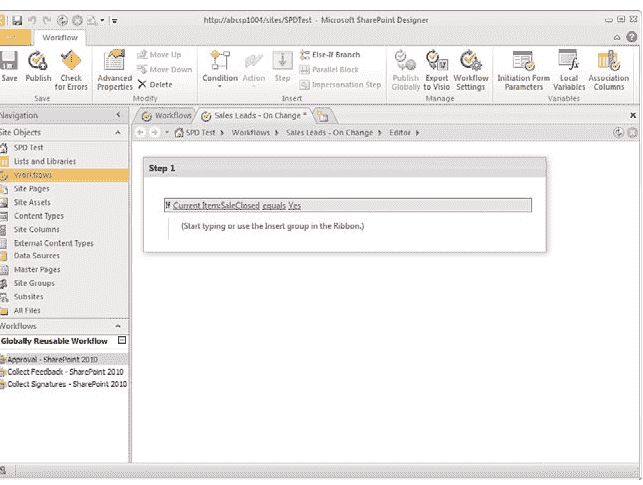 http://abcsp1004/sites/SPDTest - Microsoft SharePoint Designer
Workflow
Save
Publish
Check for Errors
Save
Advanced Properties
Move Up
Move Down
Delete
Modify
Condition
Action
Step
Else-If Branch
Parallel Block
Impersonation Step
Insert
Publish Globally
Export to Visio
Workflow Settings
Manage
Initiation Form Parameters
Local Variables
Association Columns
Variables
Navigation
Workflows
Sales Leads - On Change *
Site Objects
SPD Test
Workflows
Sales Leads - On Change
Editor
SPD Test
Lists and Libraries
Workflows
Site Pages
Site Assets
Content Types
Site Columns
External Content Types
Data Sources
Master Pages
Site Groups
Subsites
All Files
Workflows
Globally Reusable Workflow
Approval - SharePoint 2010
Collect Feedback - SharePoint 2010
Collect Signatures - SharePoint 2010
Step 1
If Current Item:SaleClosed equals Yes
(Start typing or use the Insert group in the Ribbon.)